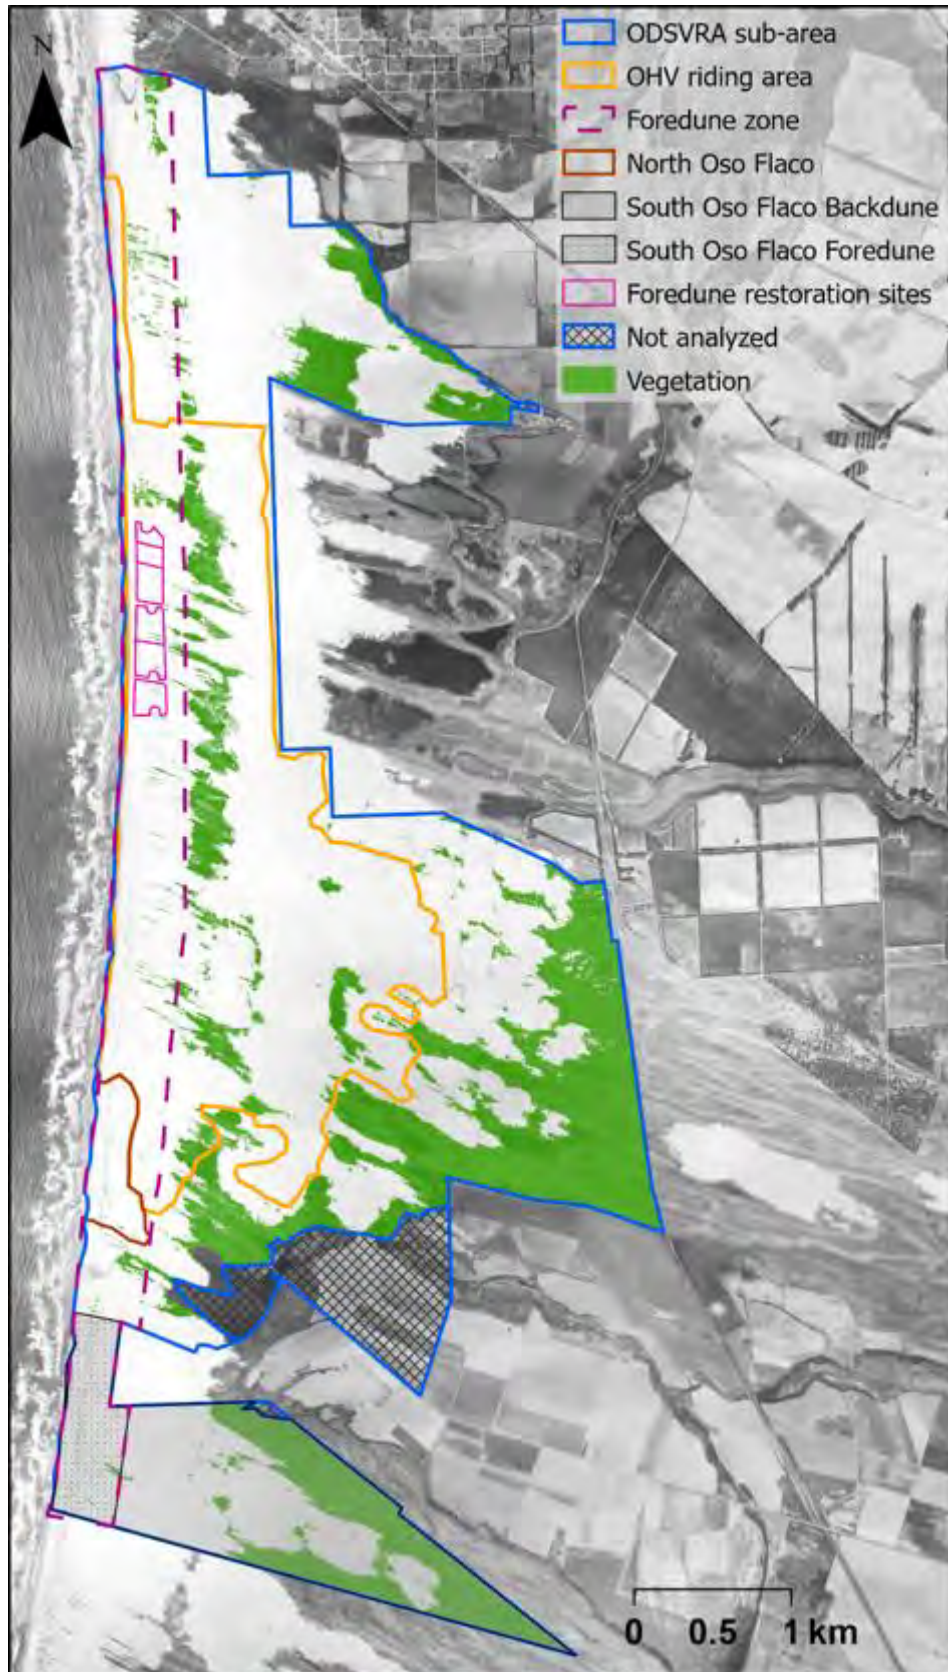 N
ODSVRA sub-area
OHV riding area
Foredune zone
North Oso Flaco
South Oso Flaco Backdune
South Oso Flaco Foredune
Foredune restoration sites
Not analyzed
Vegetation
0 0.5 1 km